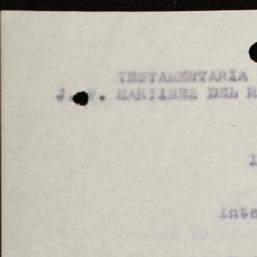 TESTAMENTARIA
J. P. MARTINEZ DEL R
I
Inte